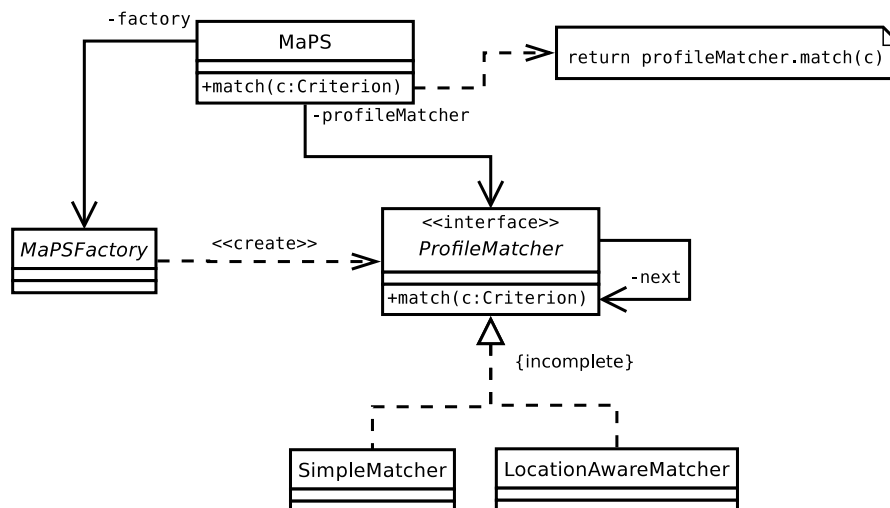 -factory
MaPS
+match(c:Criterion)
return profileMatcher.match(c)
-profileMatcher
MaPSFactory
<<create>>
<<interface>>
ProfileMatcher
+match(c:Criterion)
-next
{incomplete}
SimpleMatcher
LocationAwareMatcher